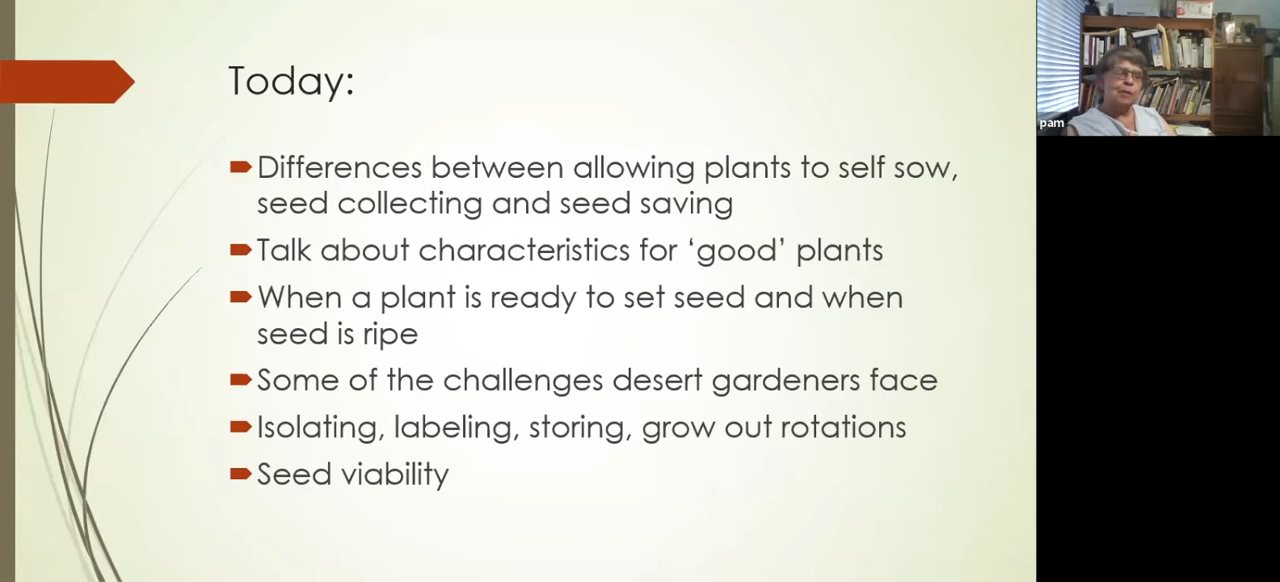 Today:
Differences between allowing plants to self sow,
seed collecting and seed saving
Talk about characteristics for ‘good’ plants
When a plant is ready to set seed and when
seed is ripe
Some of the challenges desert gardeners face
Isolating, labeling, storing, grow out rotations
Seed viability
pam